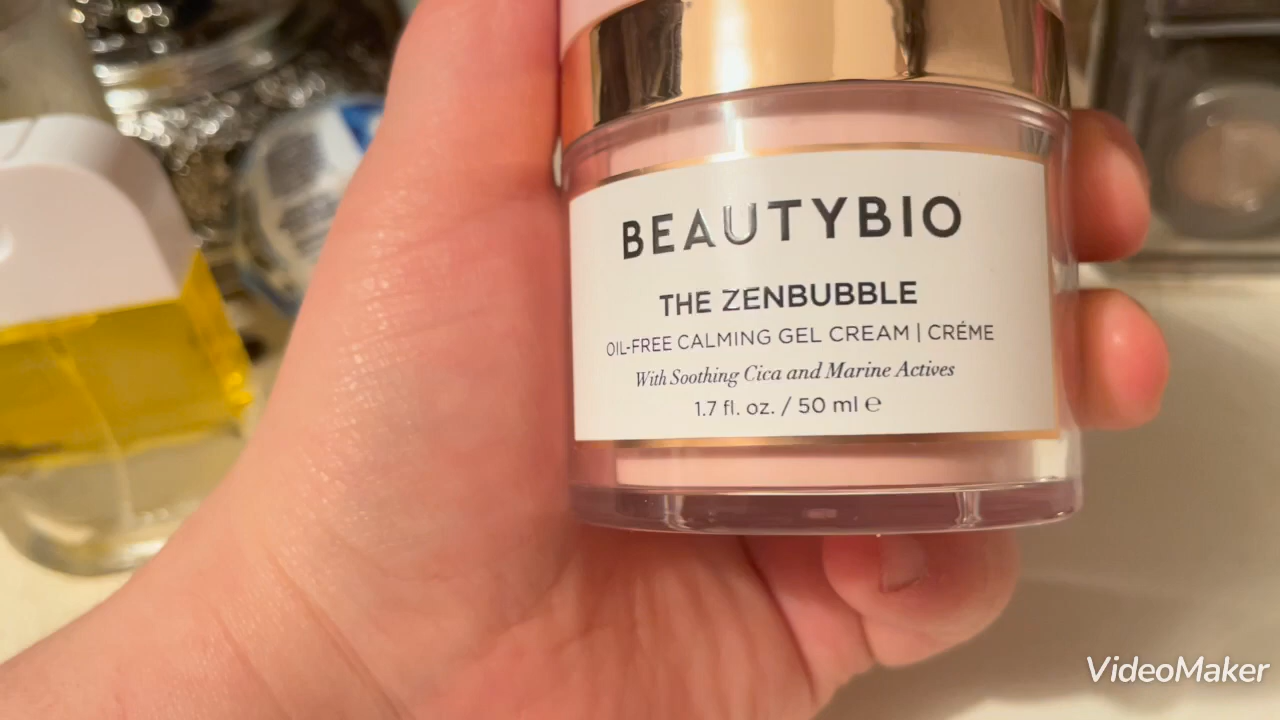 BEAUTYBIO
THE ZENBUBBLE
OIL-FREE CALMING GEL CREAM | CRÉME
With Soothing Cica and Marine Actives
1.7 fl. oz. / 50 ml ℮
VideoMaker